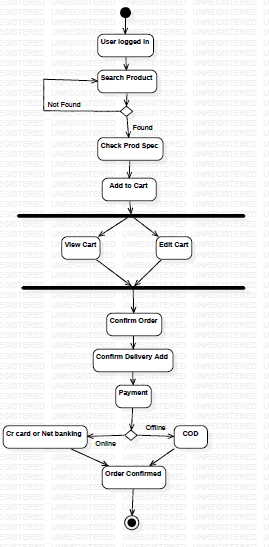 User logged In
Search Product
Not Found
Found
Check Prod Spec
Add to Cart
View Cart
Edit Cart
Confirm Order
Confirm Delivery Add
Payment
Offline
Cr card or Net banking
COD
Online
Order Confirmed